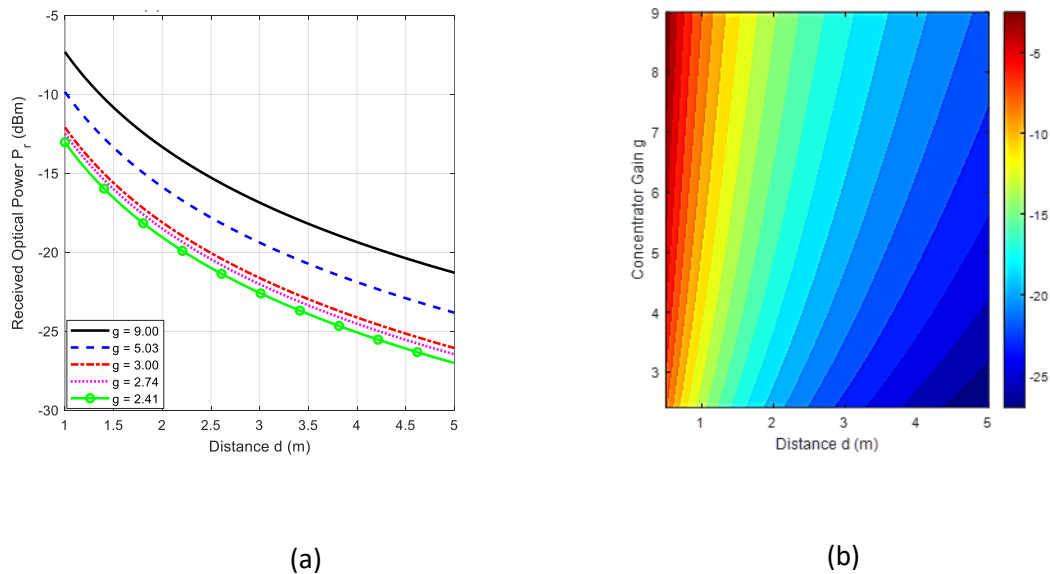 -5
-10
-15
-20
-25
-30
Received Optical Power P_r (dBm)
g = 9.00
g = 5.03
g = 3.00
g = 2.74
g = 2.41
1 1.5 2 2.5 3 3.5 4 4.5 5
Distance d (m)
(a)
9
8
7
6
5
4
3
Concentrator Gain g
1 2 3 4 5
Distance d (m)
-5
-10
-15
-20
-25
(b)